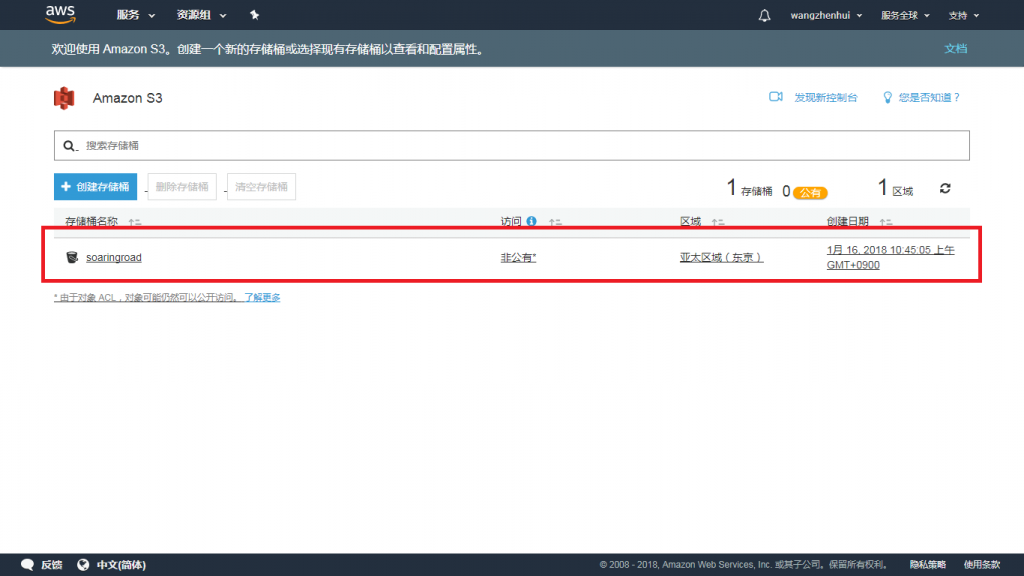 aws 服务 资源组 wangzhenhui 服务全球 支持
欢迎使用 Amazon S3。创建一个新的存储桶或选择现有存储桶以查看和配置属性。 文档
Amazon S3 发现新控制台 您是否知道？
搜索存储桶
创建存储桶 删除存储桶 清空存储桶 1 存储桶 0 公有 1 区域
存储桶名称 访问 区域 创建日期
soaringroad 非公有* 亚太区域（东京） 1月 16, 2018 10:45:05 上午
GMT+0900
* 由于对象 ACL，对象可能仍然可以公开访问。 了解更多
反馈 中文(简体) © 2008 - 2018, Amazon Web Services, Inc. 或其子公司。保留所有权利。 隐私策略 使用条款